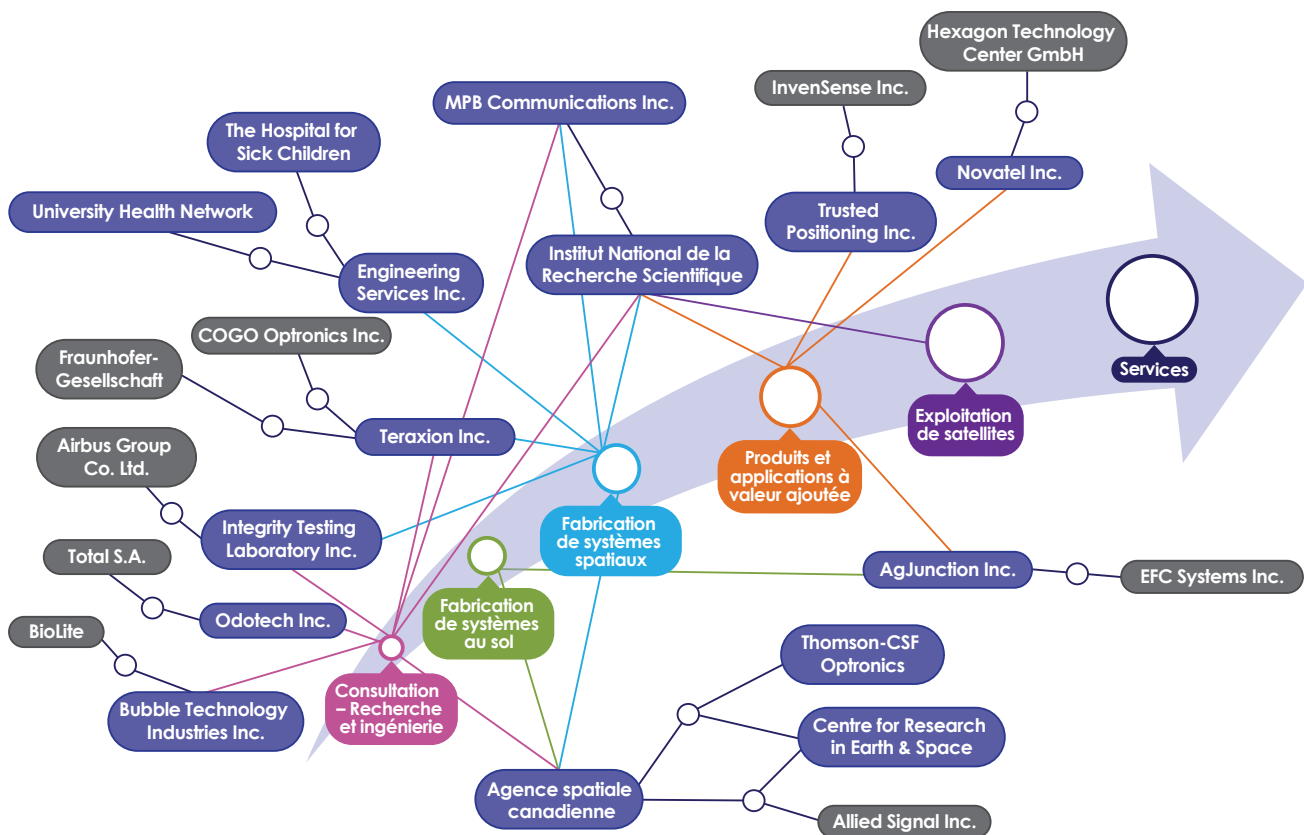 Hexagon Technology
Center GmbH
InvenSense Inc.
MPB Communications Inc.
The Hospital for
Sick Children
Novatel Inc.
University Health Network
Trusted
Positioning Inc.
Institut National de la
Recherche Scientifique
Engineering
Services Inc.
COGO Optronics Inc.
Fraunhofer-
Gesellschaft
Services
Teraxion Inc.
Exploitation
de satellites
Airbus Group
Co. Ltd.
Produits et
applications à
valeur ajoutée
Integrity Testing
Laboratory Inc.
Fabrication
de systèmes
spatiaux
Total S.A.
AgJunction Inc.
EFC Systems Inc.
Odotech Inc.
Fabrication
de systèmes
au sol
BioLite
Thomson-CSF
Optronics
Consultation
– Recherche
et ingénierie
Bubble Technology
Industries Inc.
Centre for Research
in Earth & Space
Agence spatiale
canadienne
Allied Signal Inc.